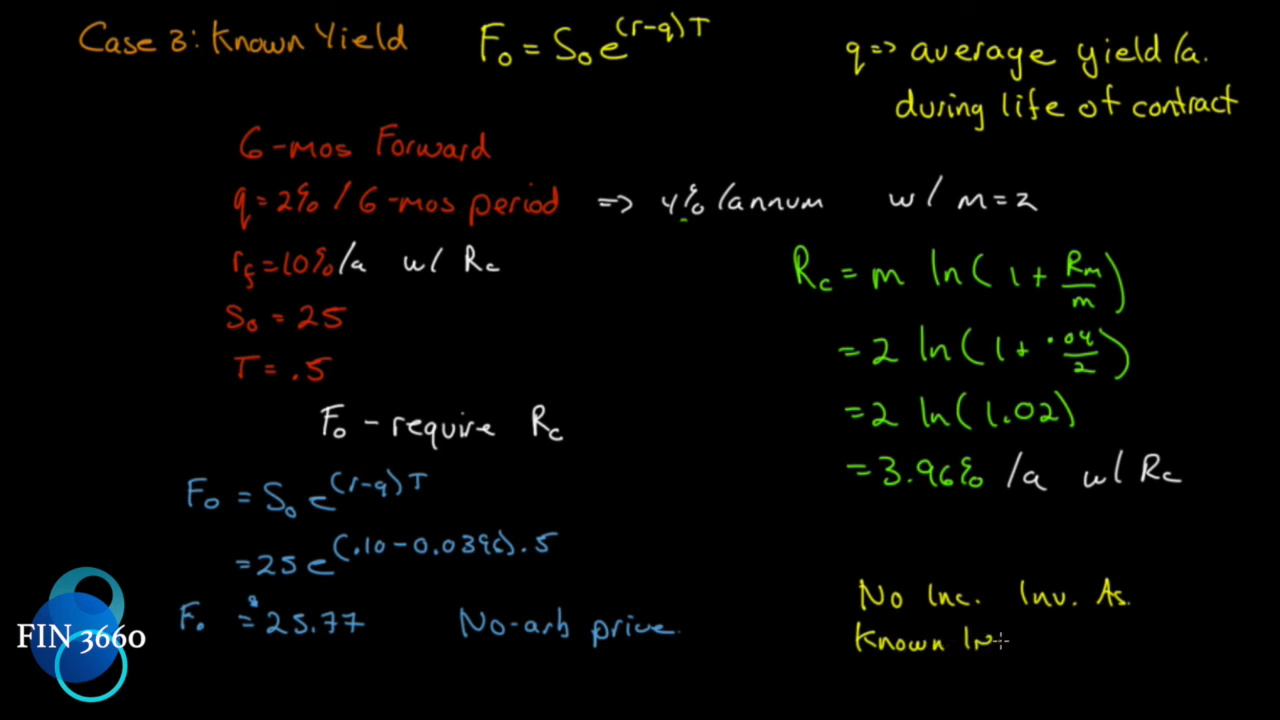 Case 3: Known Yield F₀ = S₀e^(r-q)T
q => average yield /a.
during life of contract
6-mos Forward
q = 2% / 6-mos period => 4% /annum w/ m=2
rf = 10% /a w/ Rc
S₀ = 25
T = .5
F₀ - require Rc
Rc = m ln(1 + Rm/m)
= 2 ln(1 + .04/2)
= 2 ln(1.02)
= 3.96% /a w/ Rc
F₀ = S₀e^(r-q)T
= 25e^(.10-0.0396).5
F₀ = $25.77 No-arb price.
No Inc. Inv. As.
Known In
FIN 3660